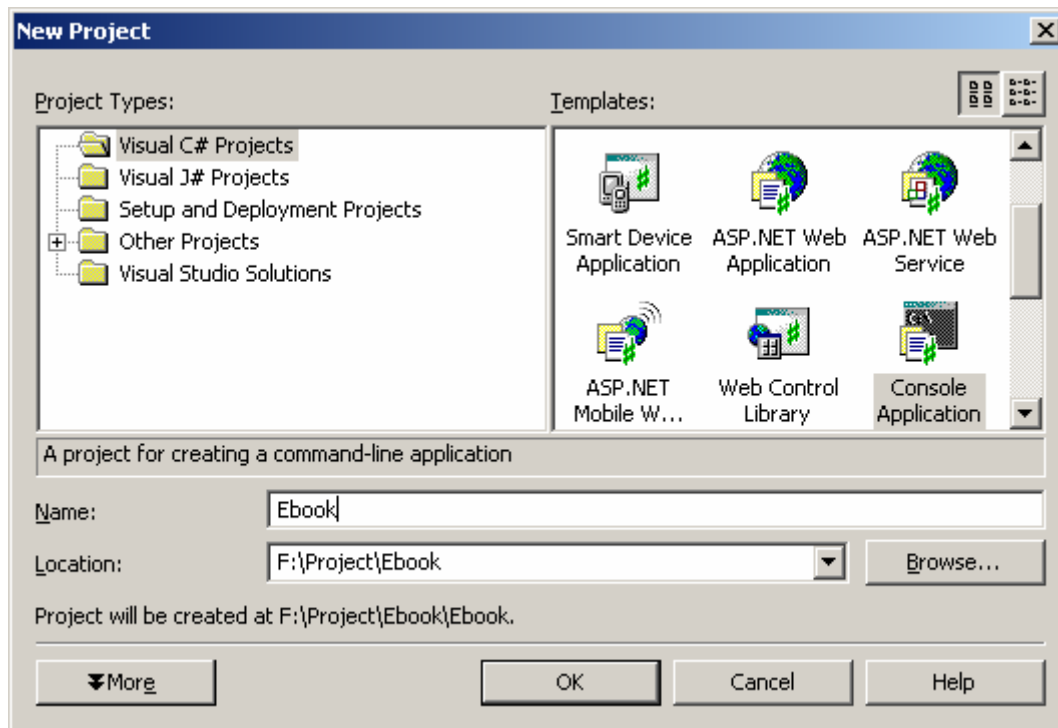 New Project
Project Types:
Templates:
Visual C# Projects
Visual J# Projects
Setup and Deployment Projects
Other Projects
Visual Studio Solutions
Smart Device
Application
ASP.NET Web
Application
ASP.NET Web
Service
ASP.NET
Mobile W...
Web Control
Library
Console
Application
A project for creating a command-line application
Name:
Ebook
Location:
F:\Project\Ebook
Browse...
Project will be created at F:\Project\Ebook\Ebook.
More
OK
Cancel
Help